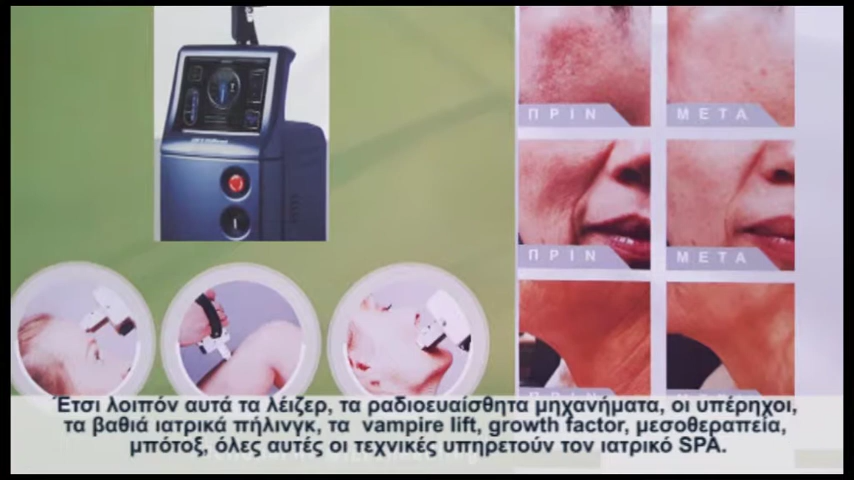 ΠΡΙΝ
ΜΕΤΑ
ΠΡΙΝ
ΜΕΤΑ
Έτσι λοιπόν αυτά τα λέιζερ, τα ραδιοευαίσθητα μηχανήματα, οι υπέρηχοι,
τα βαθιά ιατρικά πήλινγκ, τα vampire lift, growth factor, μεσοθεραπεία,
μπότοξ, όλες αυτές οι τεχνικές υπηρετούν τον ιατρικό SPA.